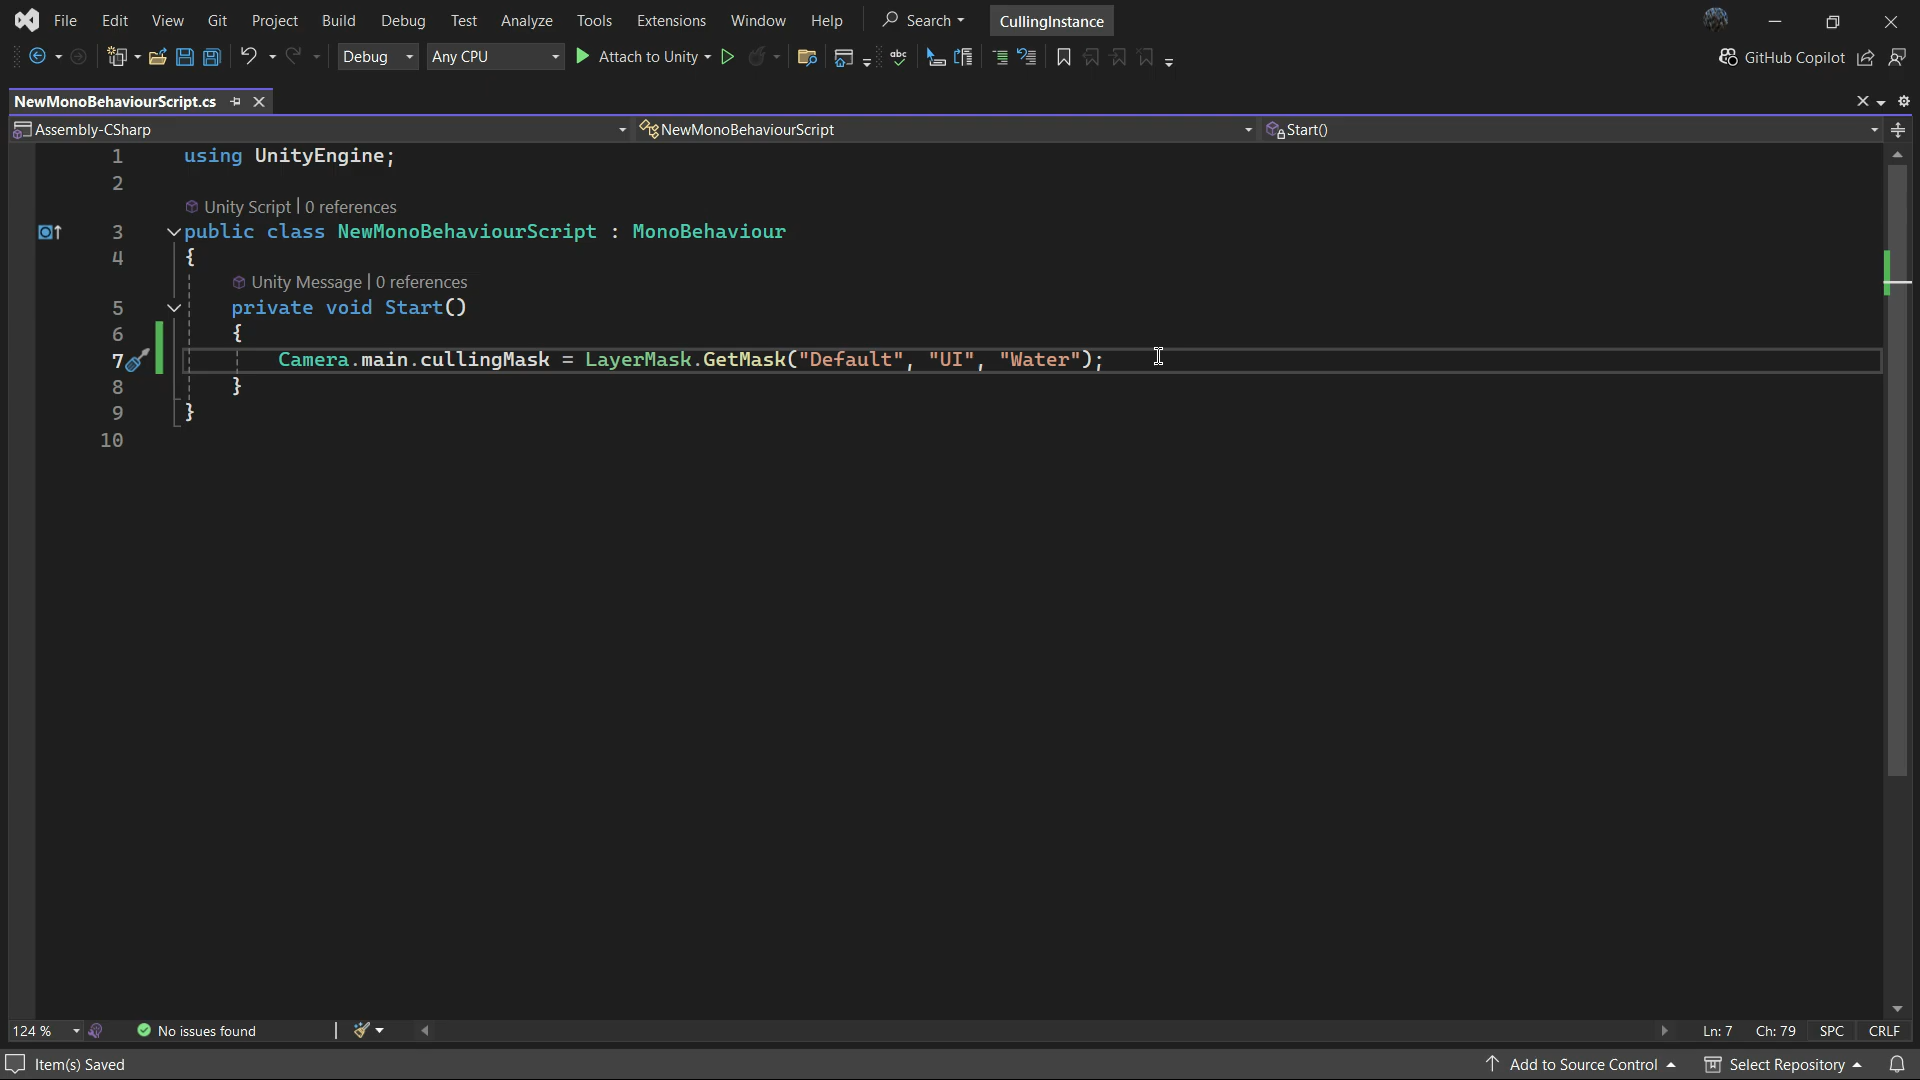 File Edit View Git Project Build Debug Test Analyze Tools Extensions Window Help Search CullingInstance
Debug Any CPU Attach to Unity abc GitHub Copilot
NewMonoBehaviourScript.cs
Assembly-CSharp NewMonoBehaviourScript Start()
1 using UnityEngine;
2
Unity Script | 0 references
3 public class NewMonoBehaviourScript : MonoBehaviour
4 {
Unity Message | 0 references
5 private void Start()
6 {
7 Camera.main.cullingMask = LayerMask.GetMask("Default", "UI", "Water");
8 }
9 }
10
124 % No issues found Ln: 7 Ch: 79 SPC CRLF
Item(s) Saved Add to Source Control Select Repository